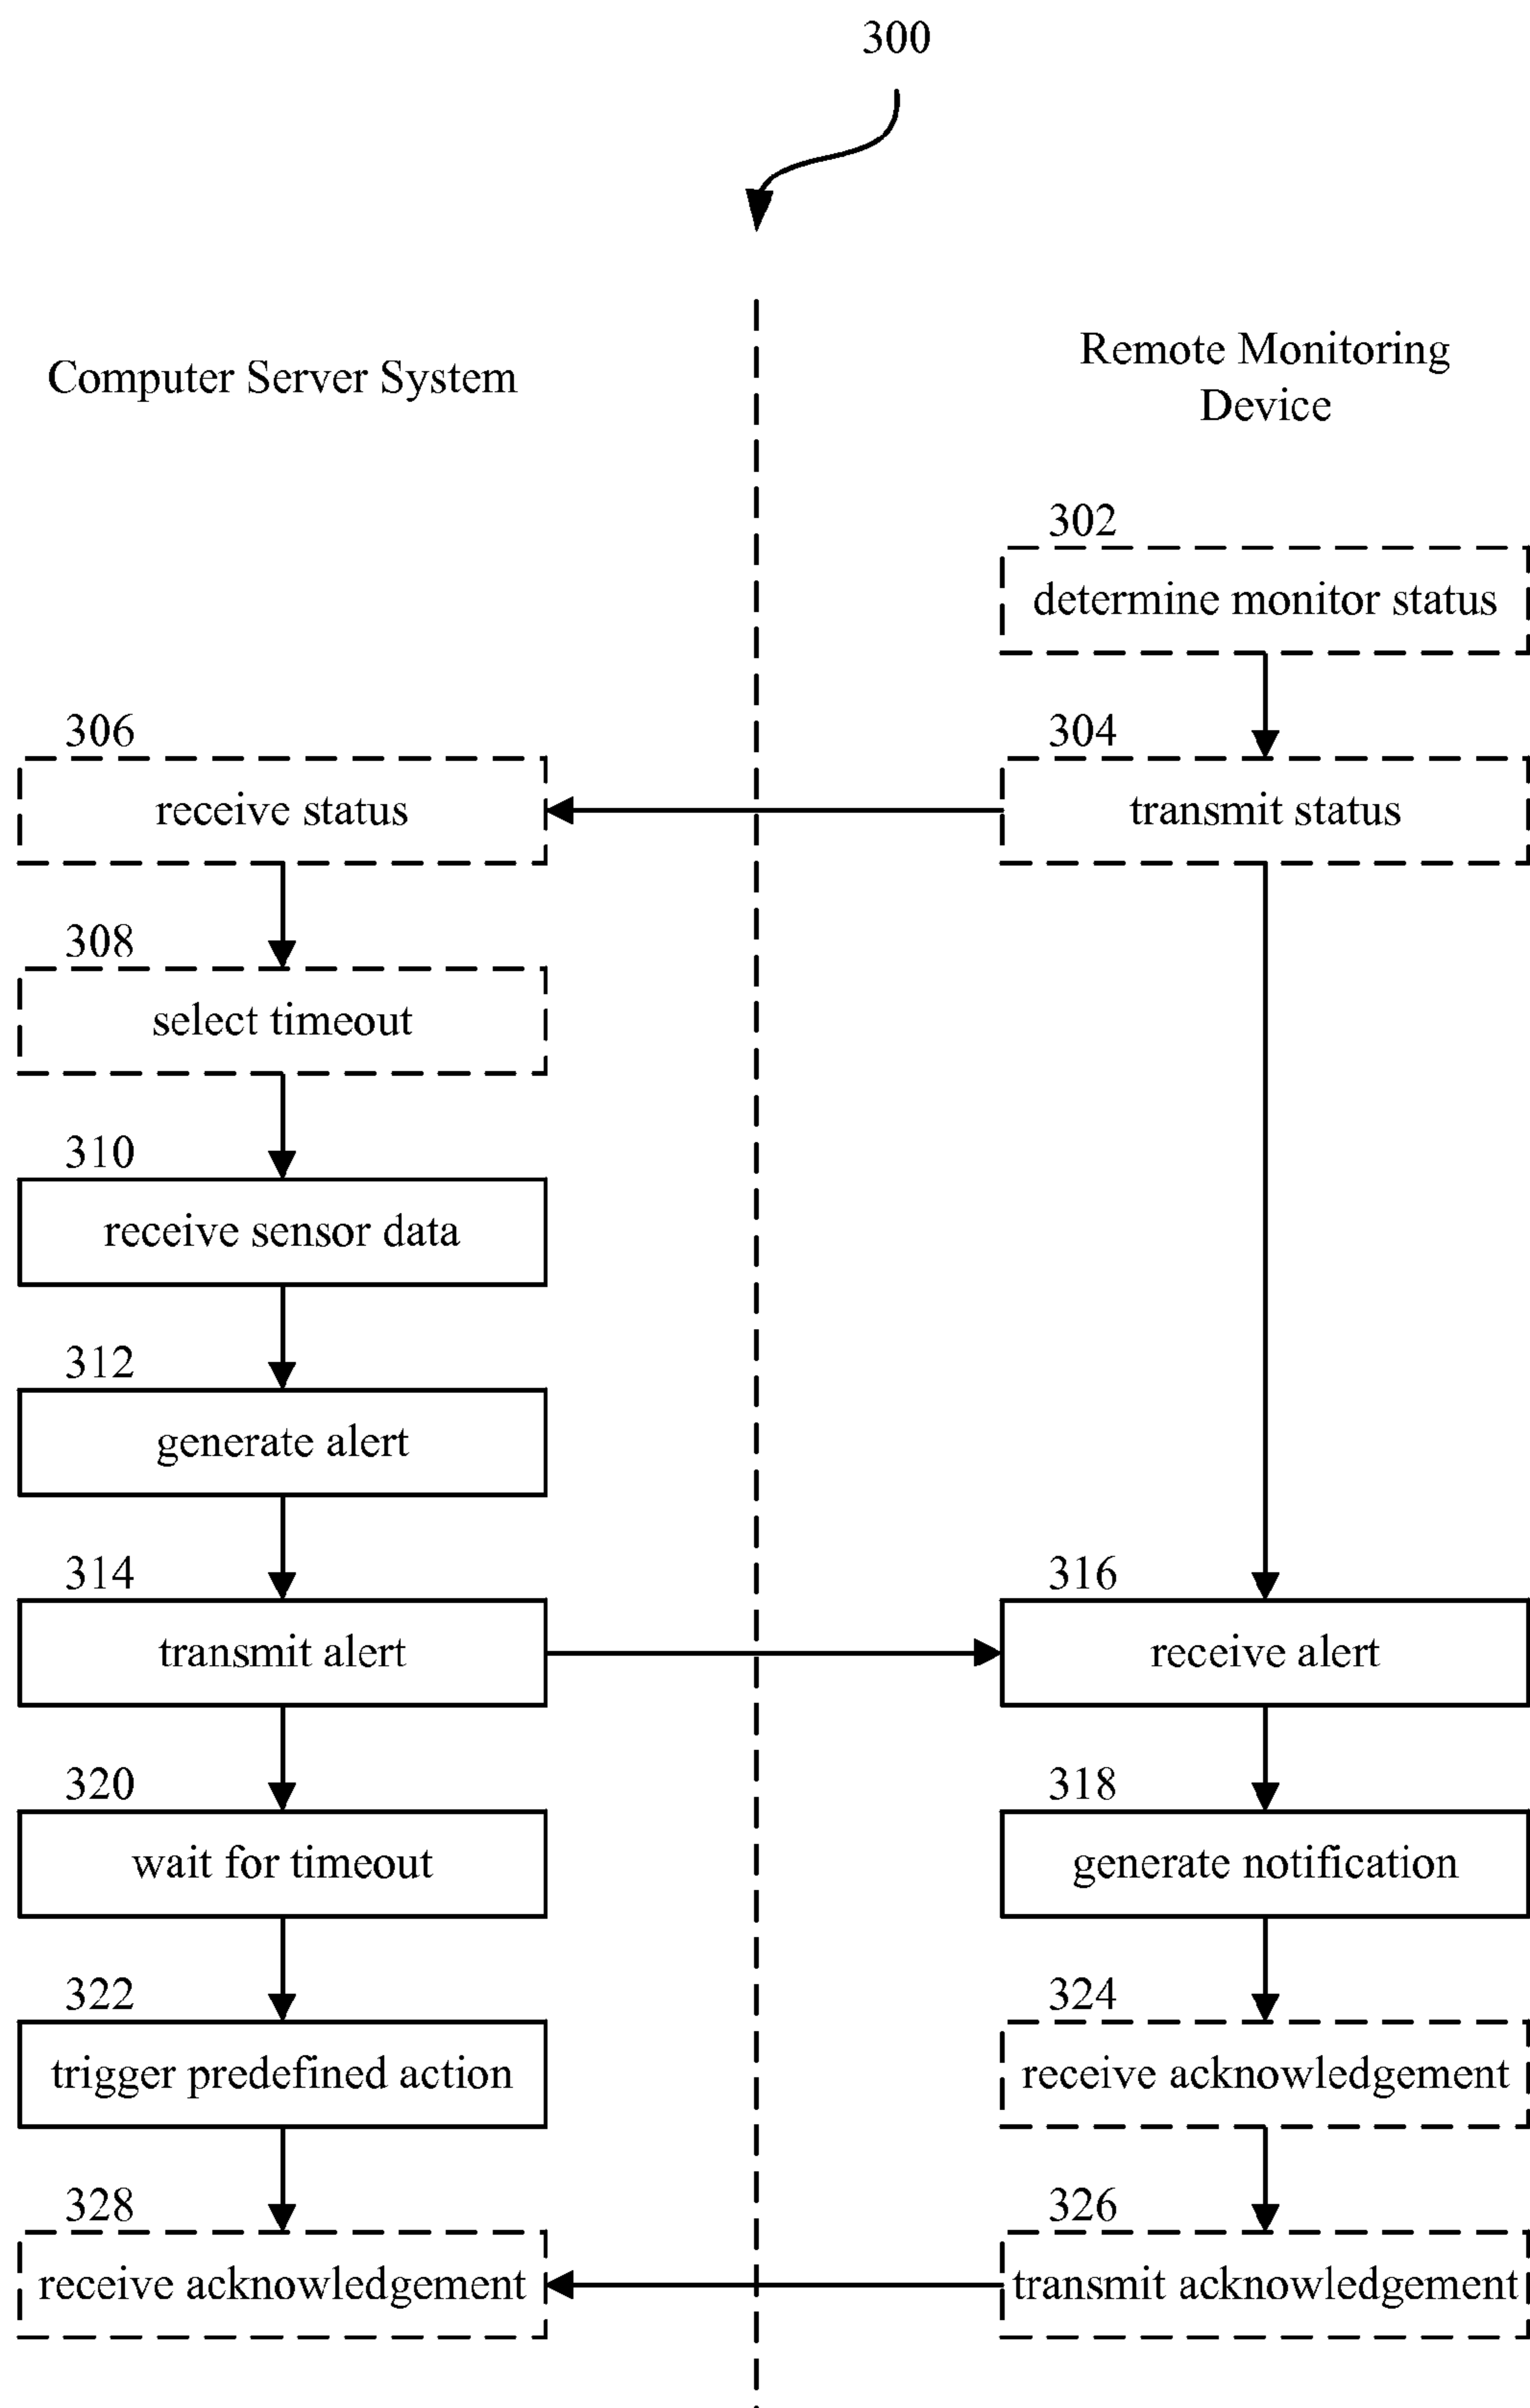 300
Computer Server System
Remote Monitoring
Device
302
determine monitor status
306
receive status
304
transmit status
308
select timeout
310
receive sensor data
312
generate alert
314
transmit alert
316
receive alert
320
wait for timeout
318
generate notification
322
trigger predefined action
324
receive acknowledgement
328
receive acknowledgement
326
transmit acknowledgement